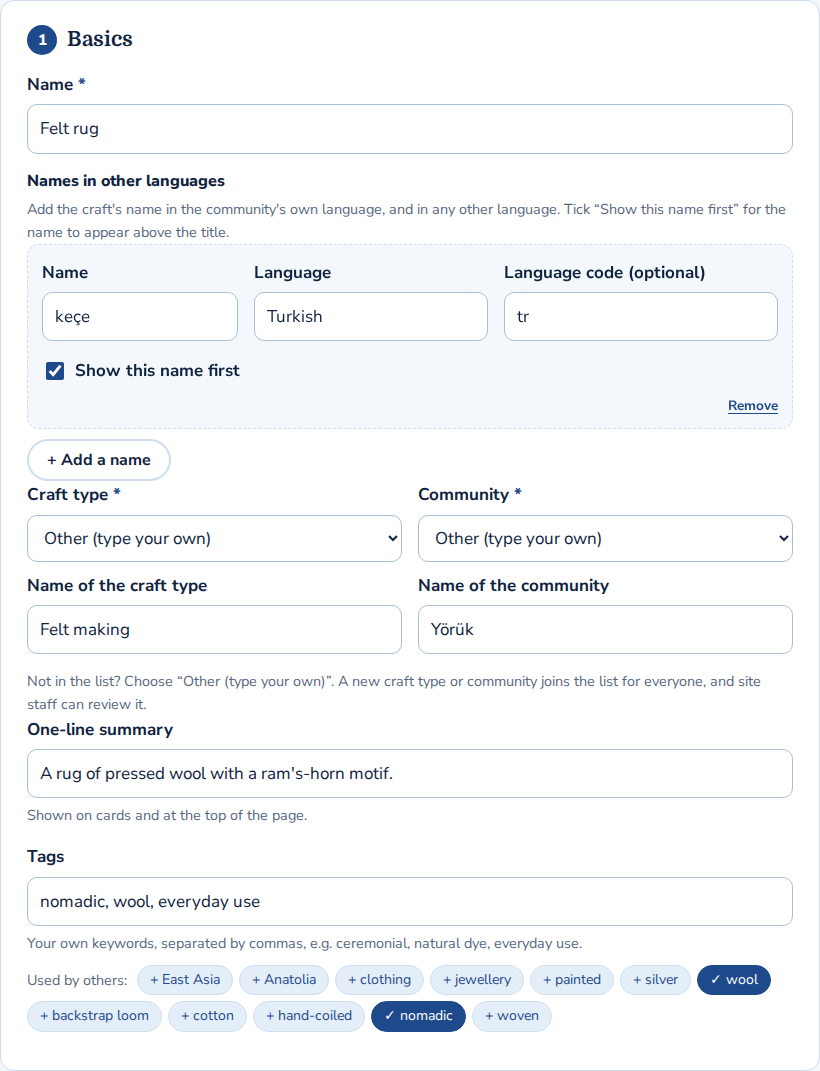 1 Basics
Name *
Felt rug
Names in other languages
Add the craft's name in the community's own language, and in any other language. Tick “Show this name first” for the
name to appear above the title.
Name Language Language code (optional)
keçe Turkish tr
Show this name first
Remove
+ Add a name
Craft type * Community *
Other (type your own) Other (type your own)
Name of the craft type Name of the community
Felt making Yörük
Not in the list? Choose “Other (type your own)”. A new craft type or community joins the list for everyone, and site
staff can review it.
One-line summary
A rug of pressed wool with a ram's-horn motif.
Shown on cards and at the top of the page.
Tags
nomadic, wool, everyday use
Your own keywords, separated by commas, e.g. ceremonial, natural dye, everyday use.
Used by others: + East Asia + Anatolia + clothing + jewellery + painted + silver ✓ wool
+ backstrap loom + cotton + hand-coiled ✓ nomadic + woven